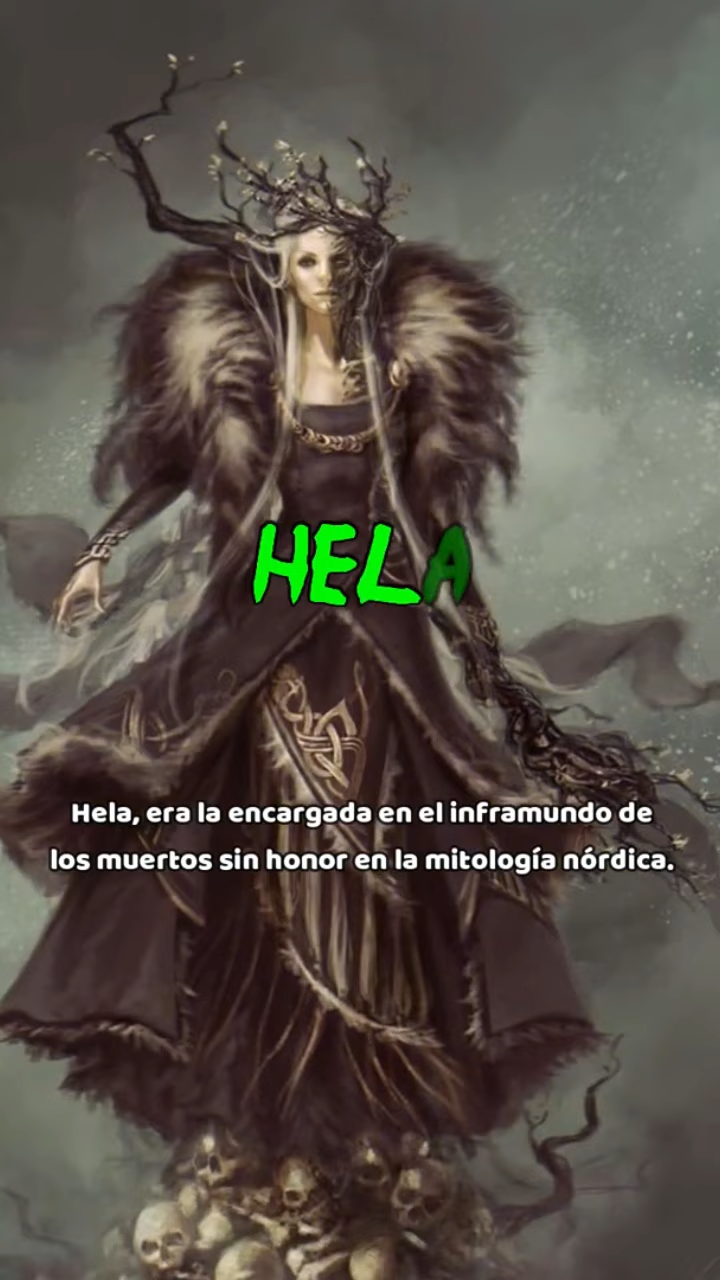 HELA
Hela, era la encargada en el inframundo de
los muertos sin honor en la mitología nórdica.